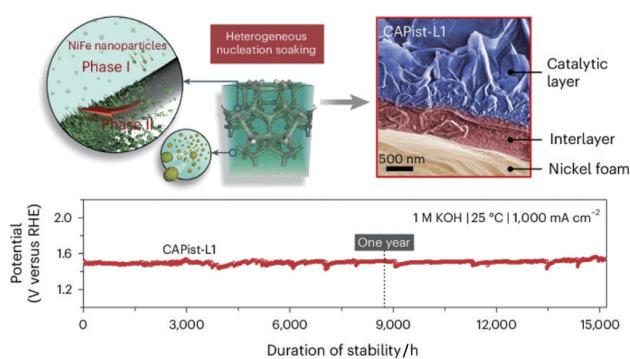 NiFe nanoparticles
Phase I
Phase II
Heterogeneous
nucleation soaking
CAPist-L1
500 nm
Catalytic
layer
Interlayer
Nickel foam
Potential
(V versus RHE)
2.0
1.6
1.2
CAPist-L1
1 M KOH | 25 °C | 1,000 mA cm⁻²
One year
0
3,000
6,000
9,000
12,000
15,000
Duration of stability/h